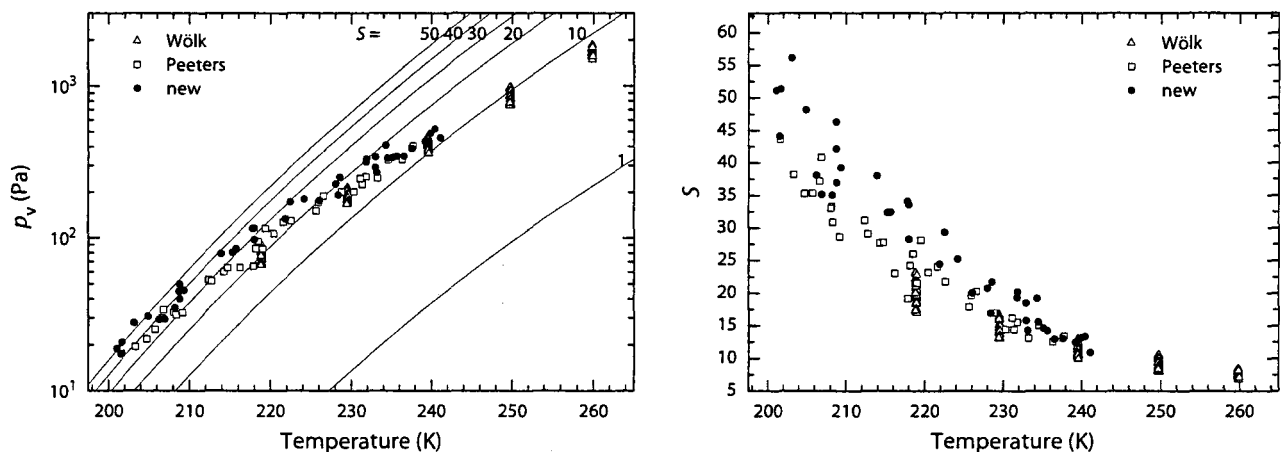 S = 50 40 30 20 10
Wölk
Peeters
new
10³
10²
10¹
1
pᵥ (Pa)
200 210 220 230 240 250 260
Temperature (K)
Wölk
Peeters
new
60
55
50
45
40
35
30
25
20
15
10
5
S
200 210 220 230 240 250 260
Temperature (K)